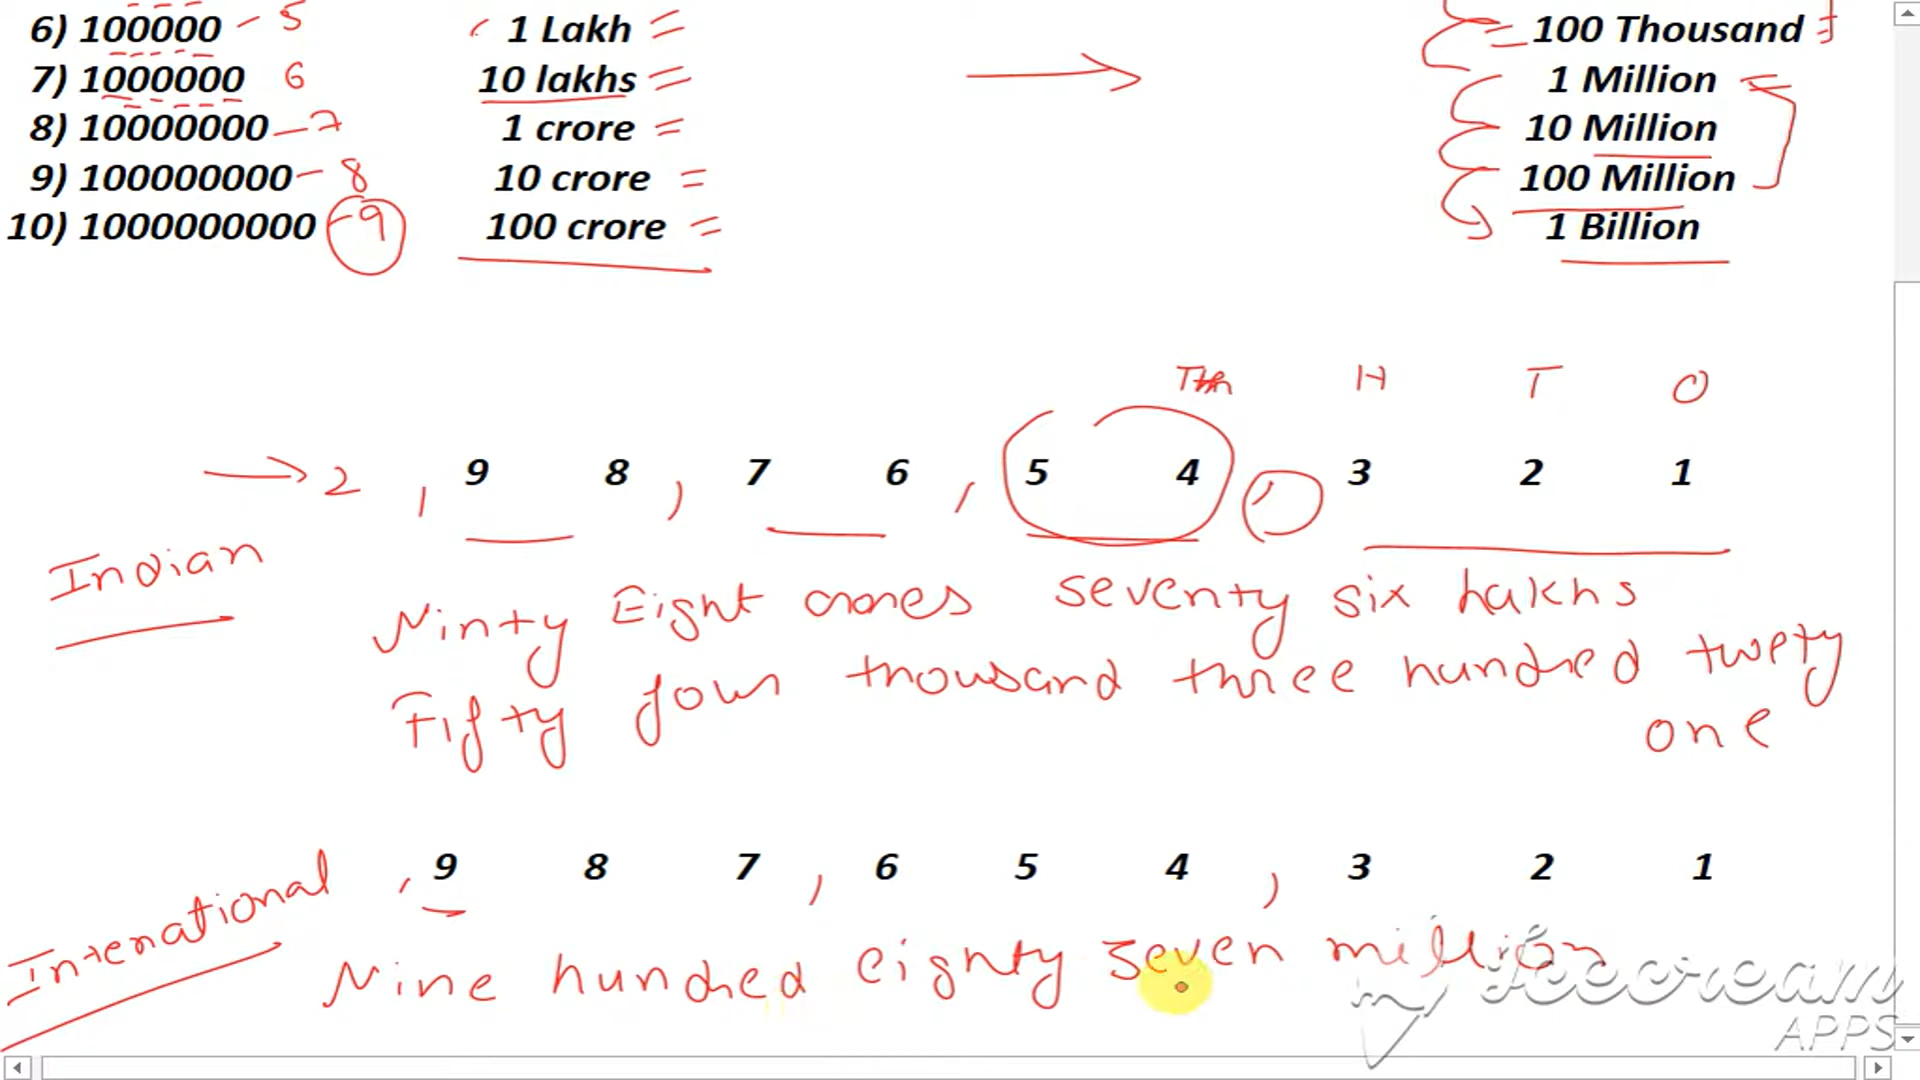 6) 100000 - 5 1 Lakh = = 100 Thousand =
7) 1000000 6 10 lakhs = 1 Million =
8) 10000000 - 7 1 crore = 10 Million
9) 100000000 - 8 10 crore = 100 Million
10) 1000000000 - 9 100 crore = 1 Billion
Th H T O
2 , 9 8 , 7 6 , 5 4 , 3 2 1
Indian
Ninty Eight crores seventy six lakhs
Fifty four thousand three hundred twety
one
International , 9 8 7 , 6 5 4 , 3 2 1
Nine hundred eighty seven million
Icecream
APPS